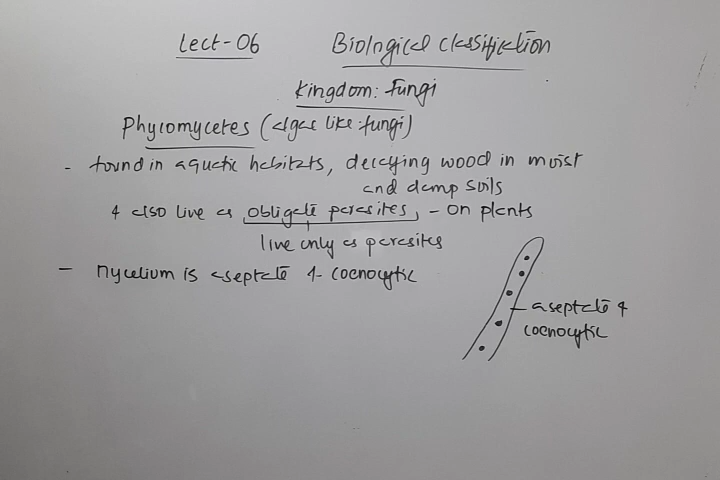 Lect-06 Biological classification
Kingdom: Fungi
Phycomycetes (algae like fungi)
- found in aquatic habitats, decaying wood in moist
and damp soils
& also live as obligate parasites, - on plants
live only as parasites
- mycelium is aseptate & coenocytic
aseptate &
coenocytic